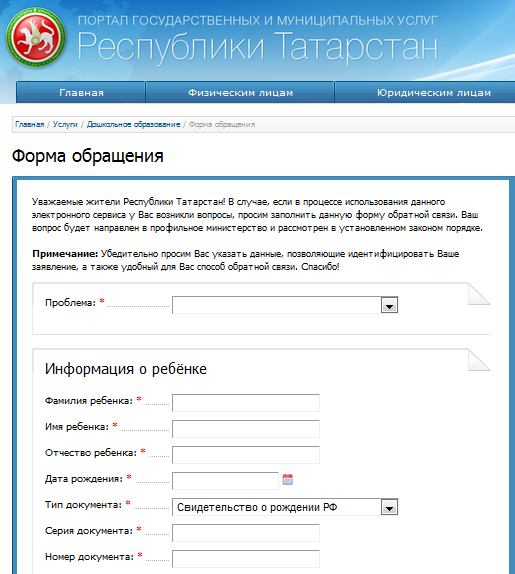 ПОРТАЛ ГОСУДАРСТВЕННЫХ И МУНИЦИПАЛЬНЫХ УСЛУГ
Республики Татарстан
Главная Физическим лицам Юридическим лицам
Главная / Услуги / Дошкольное образование / Форма обращения
Форма обращения
Уважаемые жители Республики Татарстан! В случае, если в процессе использования данного
электронного сервиса у Вас возникли вопросы, просим заполнить данную форму обратной связи. Ваш
вопрос будет направлен в профильное министерство и рассмотрен в установленном законом порядке.
Примечание: Убедительно просим Вас указать данные, позволяющие идентифицировать Ваше
заявление, а также удобный для Вас способ обратной связи. Спасибо!
Проблема: *
Информация о ребёнке
Фамилия ребенка: *
Имя ребенка: *
Отчество ребенка: *
Дата рождения: *
Тип документа: * Свидетельство о рождении РФ
Серия документа: *
Номер документа: *